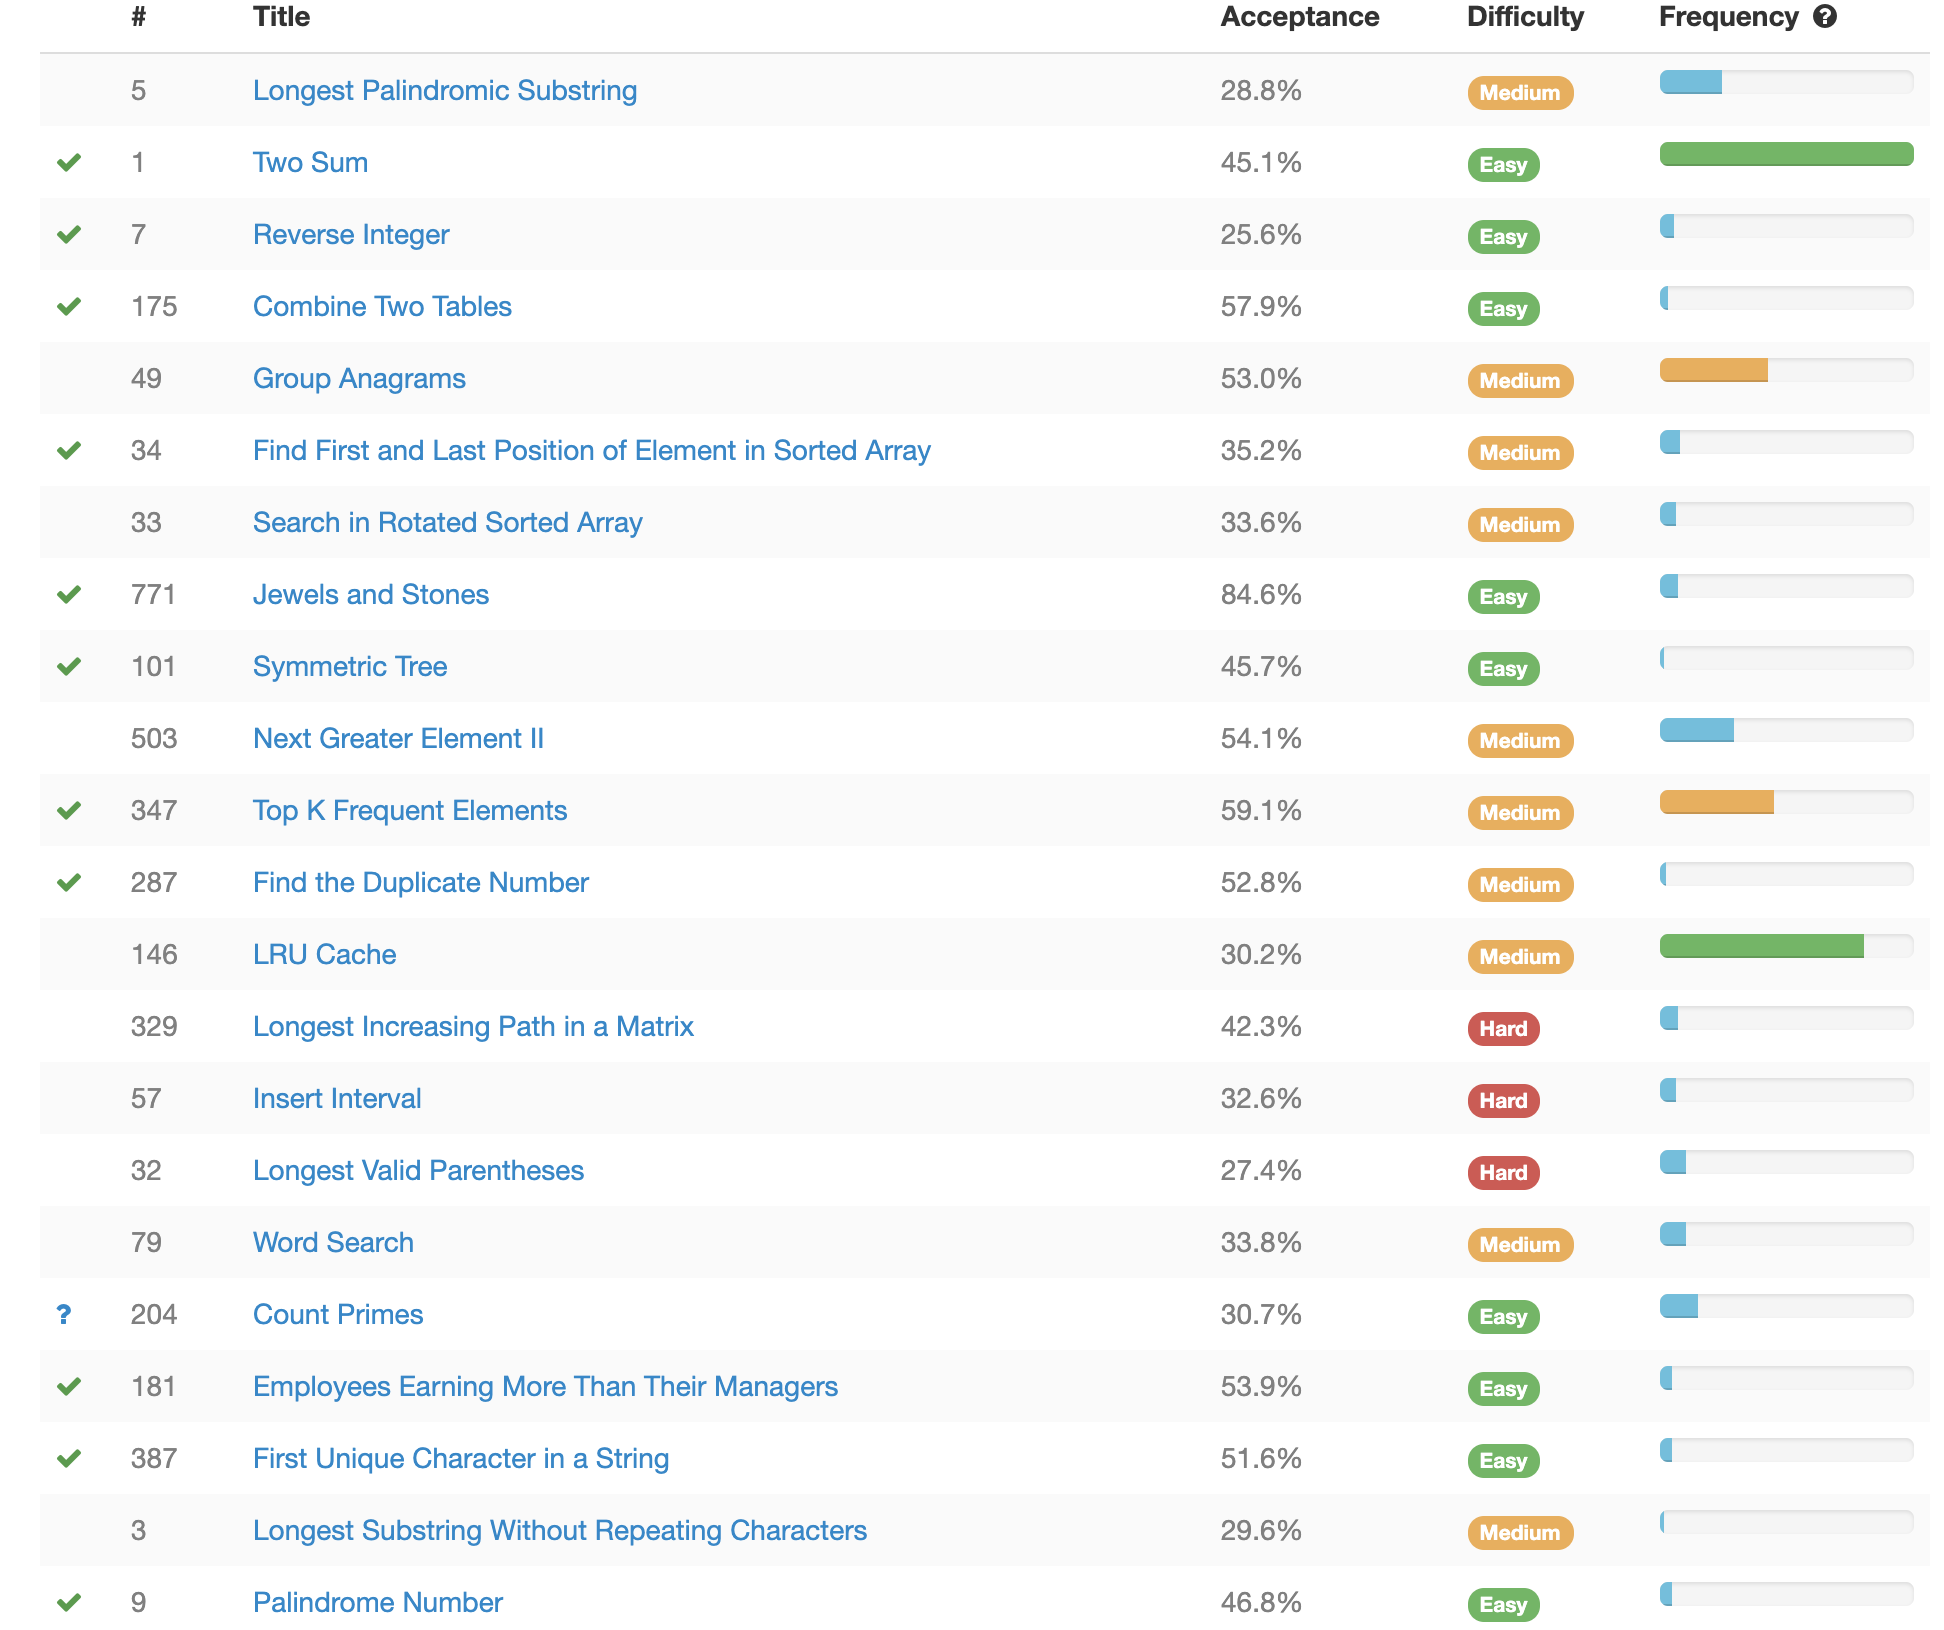 # Title Acceptance Difficulty Frequency ?
5 Longest Palindromic Substring 28.8% Medium
1 Two Sum 45.1% Easy
7 Reverse Integer 25.6% Easy
175 Combine Two Tables 57.9% Easy
49 Group Anagrams 53.0% Medium
34 Find First and Last Position of Element in Sorted Array 35.2% Medium
33 Search in Rotated Sorted Array 33.6% Medium
771 Jewels and Stones 84.6% Easy
101 Symmetric Tree 45.7% Easy
503 Next Greater Element II 54.1% Medium
347 Top K Frequent Elements 59.1% Medium
287 Find the Duplicate Number 52.8% Medium
146 LRU Cache 30.2% Medium
329 Longest Increasing Path in a Matrix 42.3% Hard
57 Insert Interval 32.6% Hard
32 Longest Valid Parentheses 27.4% Hard
79 Word Search 33.8% Medium
? 204 Count Primes 30.7% Easy
181 Employees Earning More Than Their Managers 53.9% Easy
387 First Unique Character in a String 51.6% Easy
3 Longest Substring Without Repeating Characters 29.6% Medium
9 Palindrome Number 46.8% Easy